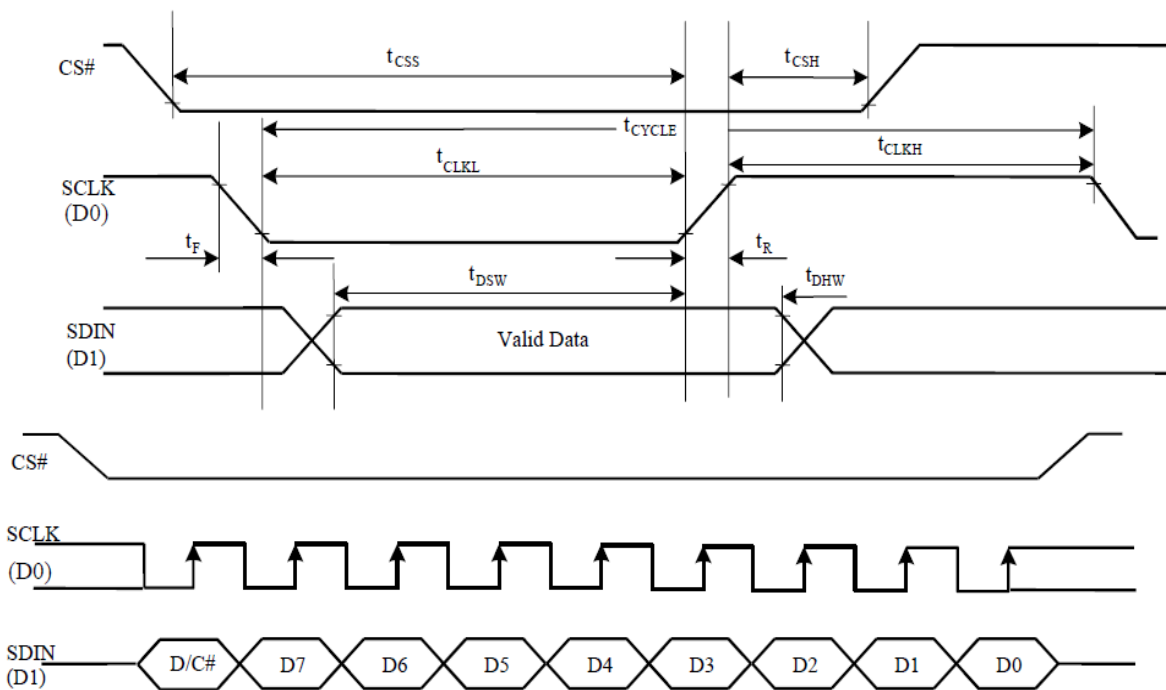 CS#
tCSS
tCSH
tCYCLE
tCLKL
tCLKH
SCLK
(D0)
tF
tR
tDSW
tDHW
SDIN
(D1)
Valid Data
CS#
SCLK
(D0)
SDIN
(D1)
D/C# D7 D6 D5 D4 D3 D2 D1 D0